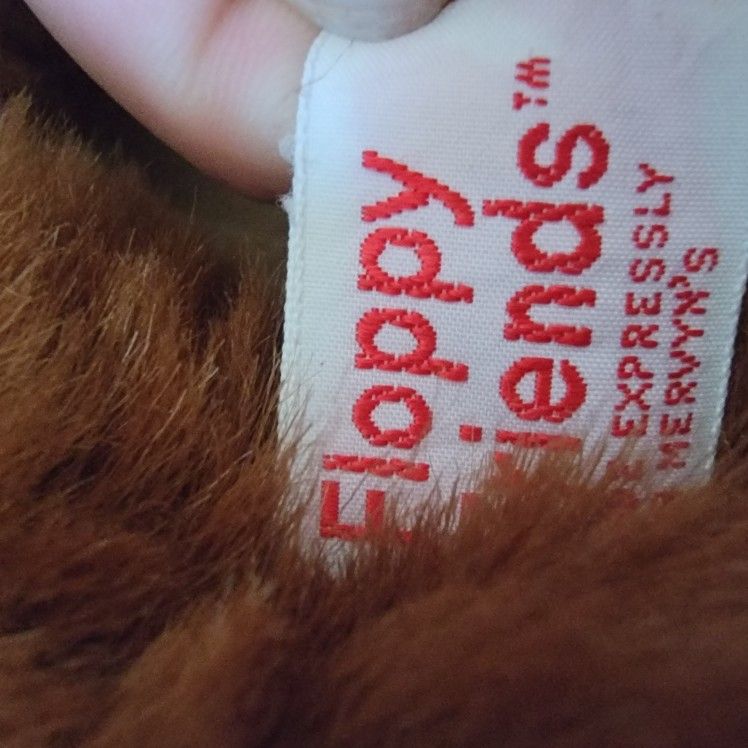 Floppy
Friends™
EXPRESSLY
MERVYN'S